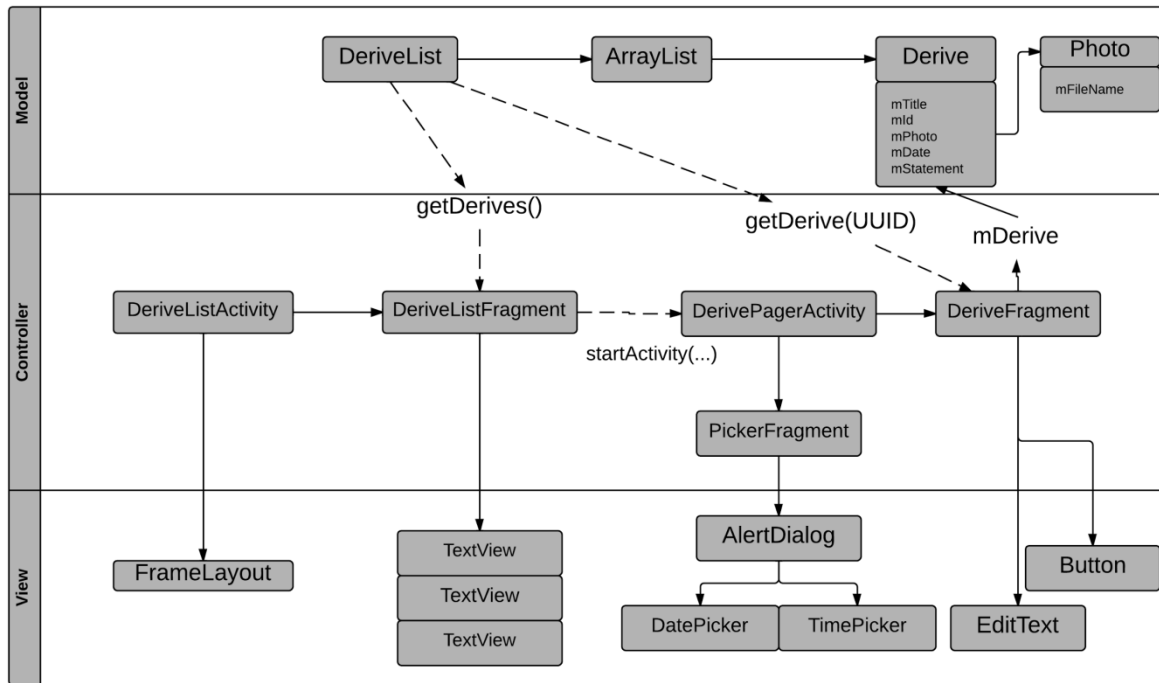 Model
DeriveList
ArrayList
Derive
mTitle
mId
mPhoto
mDate
mStatement
Photo
mFileName
Controller
getDerives()
getDerive(UUID)
mDerive
DeriveListActivity
DeriveListFragment
startActivity(...)
DerivePagerActivity
DeriveFragment
PickerFragment
View
FrameLayout
TextView
TextView
TextView
AlertDialog
DatePicker
TimePicker
EditText
Button